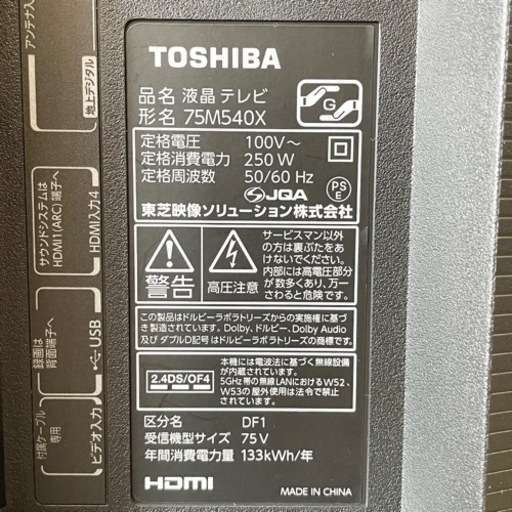 アンテナ入
地上デジタル
サウンドシステムは
HDMI1(ARC)端子へ
HDMI入力4
録画は
背面端子へ
USB
付属ケーブル
専用
ビデオ入力
TOSHIBA
品名 液晶テレビ
形名 75M540X
G
定格電圧 100V～
定格消費電力 250 W
定格周波数 50/60 Hz
JQA
PS
E
東芝映像ソリューション株式会社
警告
高圧注意
サービスマン以外
の方は裏ぶたをあ
けないでください。
内部には高電圧部分
が数多くあり、万一
さわると危険です。
この製品はドルビーラボラトリーズからの実施権に基づ
き製造されています。Dolby、ドルビー、Dolby Audio
及び ダブルD記号はドルビーラボラトリーズの商標です。
2.4DS/OF4
本機には電波法に基づく無線設備
が内蔵されています。
5GHz帯の無線LANにおけるW52、
W53の屋外使用は法令で禁止
されています。
区分名 DF1
受信機型サイズ 75V
年間消費電力量 133kWh/年
HDMI
MADE IN CHINA